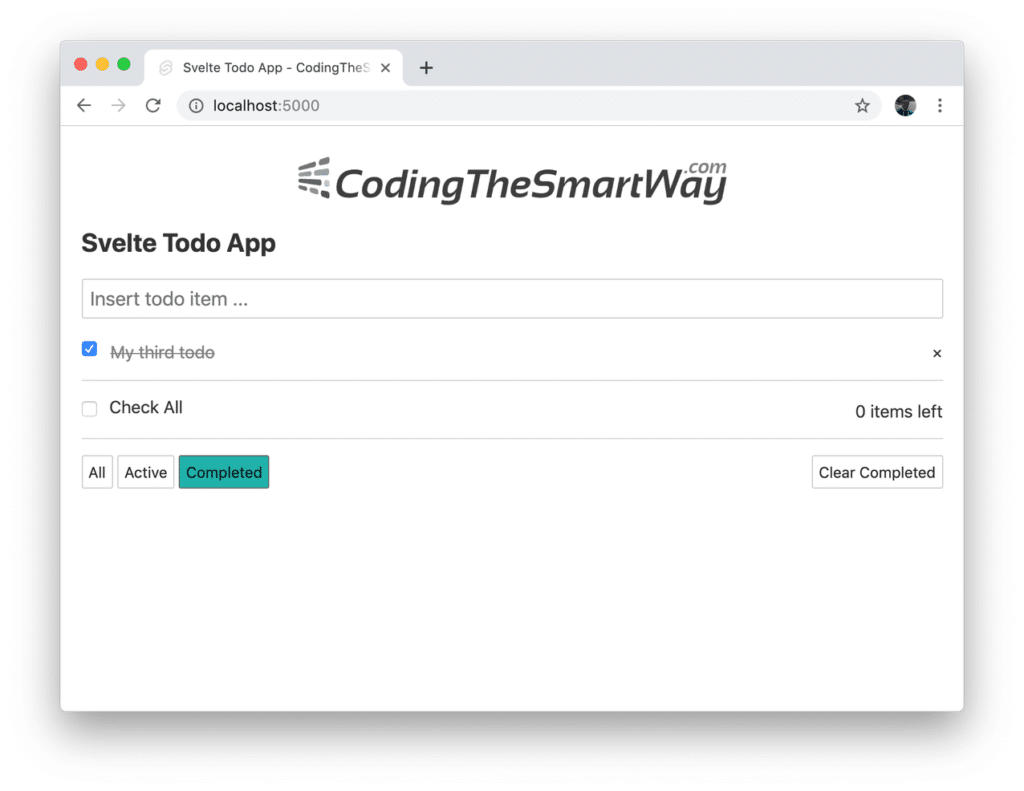 Svelte Todo App - CodingTheS
localhost:5000
CodingTheSmartWay.com
Svelte Todo App
Insert todo item ...
My third todo
Check All 0 items left
All Active Completed Clear Completed